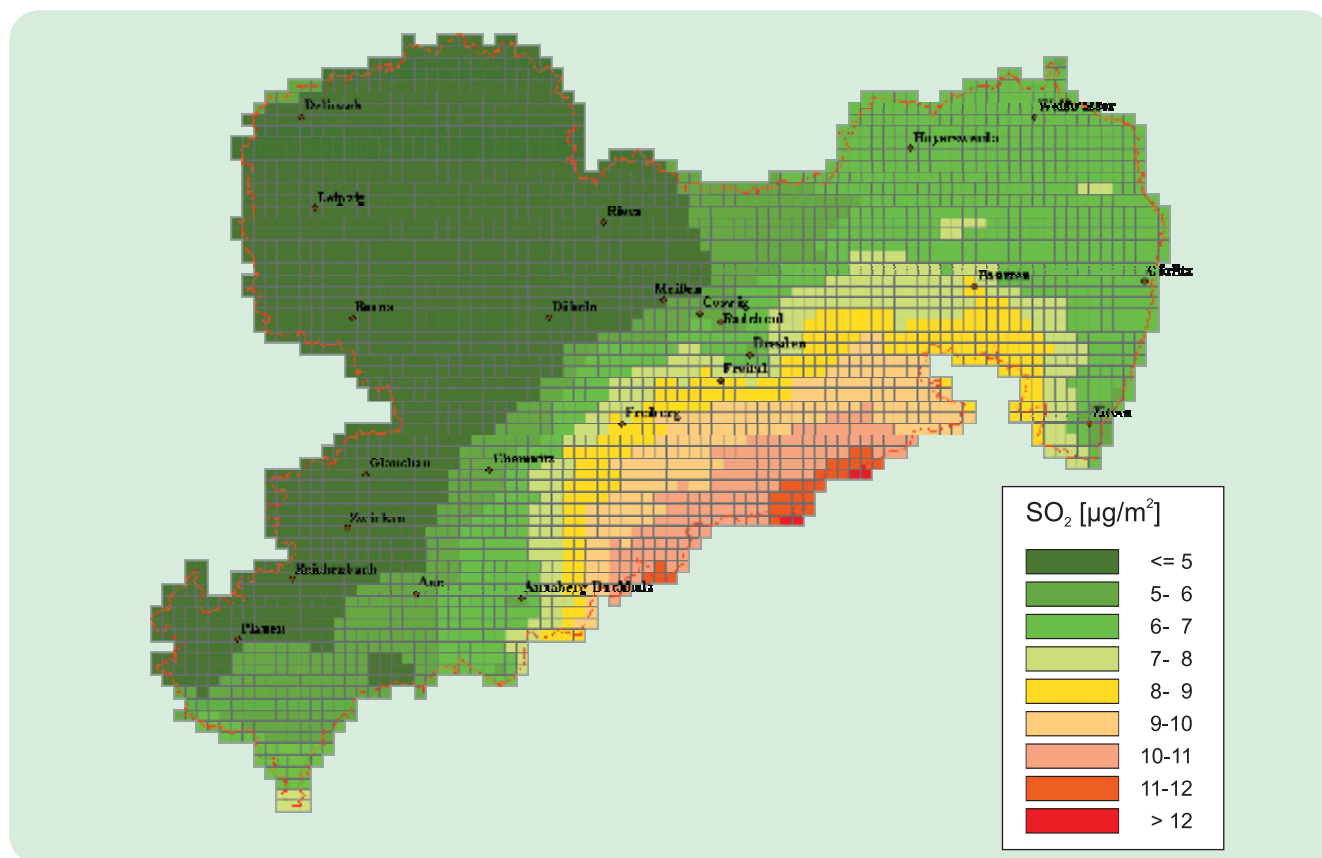 Delitzsch
Weißwasser
Hoyerswerda
Leipzig
Riesa
Bautzen
Görlitz
Meißen
Coswig
Borna
Döbeln
Radebeul
Dresden
Freital
Freiberg
Zittau
Glauchau
Chemnitz
Zwickau
Reichenbach
Aue
Annaberg Buchholz
Plauen
SO₂ [µg/m²]
<= 5
5- 6
6- 7
7- 8
8- 9
9-10
10-11
11-12
> 12